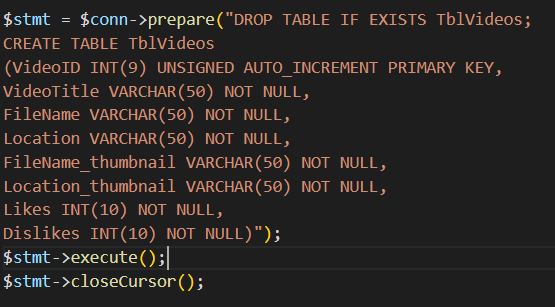 $stmt = $conn->prepare("DROP TABLE IF EXISTS TblVideos;
CREATE TABLE TblVideos
(VideoID INT(9) UNSIGNED AUTO_INCREMENT PRIMARY KEY,
VideoTitle VARCHAR(50) NOT NULL,
FileName VARCHAR(50) NOT NULL,
Location VARCHAR(50) NOT NULL,
FileName_thumbnail VARCHAR(50) NOT NULL,
Location_thumbnail VARCHAR(50) NOT NULL,
Likes INT(10) NOT NULL,
Dislikes INT(10) NOT NULL)");
$stmt->execute();
$stmt->closeCursor();